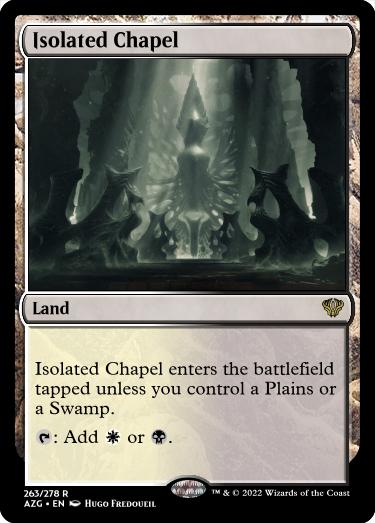 Isolated Chapel
Land
Isolated Chapel enters the battlefield
tapped unless you control a Plains or
a Swamp.
: Add or .
263/278 R
AZG • EN HUGO FREDOUEIL
™ & © 2022 Wizards of the Coast